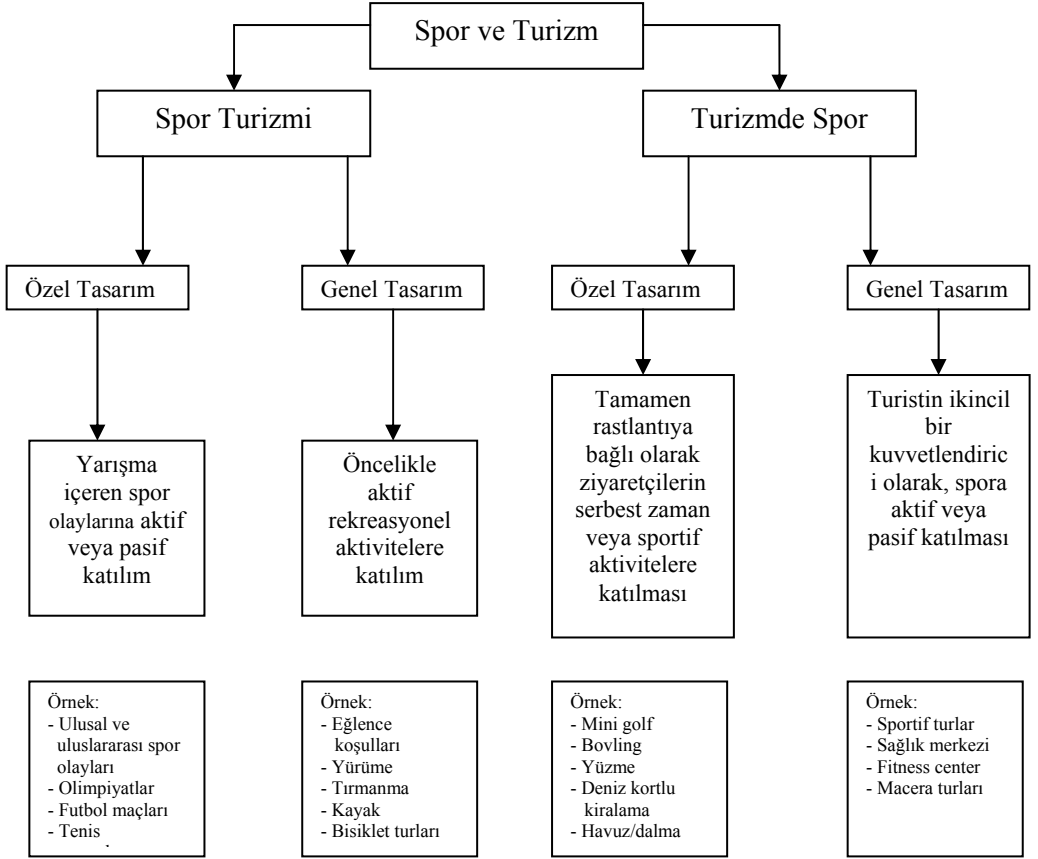 Spor ve Turizm
Spor Turizmi
Turizmde Spor
Özel Tasarım
Genel Tasarım
Özel Tasarım
Genel Tasarım
Yarışma
içeren spor
olaylarına aktif
veya pasif
katılım
Öncelikle
aktif
rekreasyonel
aktivitelere
katılım
Tamamen
rastlantıya
bağlı olarak
ziyaretçilerin
serbest zaman
veya sportif
aktivitelere
katılması
Turistin ikincil
bir
kuvvetlendiric
i olarak, spora
aktif veya
pasif katılması
Örnek:
- Ulusal ve
uluslararası spor
olayları
- Olimpiyatlar
- Futbol maçları
- Tenis
Örnek:
- Eğlence
koşulları
- Yürüme
- Tırmanma
- Kayak
- Bisiklet turları
Örnek:
- Mini golf
- Bovling
- Yüzme
- Deniz kortlu
kiralama
- Havuz/dalma
Örnek:
- Sportif turlar
- Sağlık merkezi
- Fitness center
- Macera turları